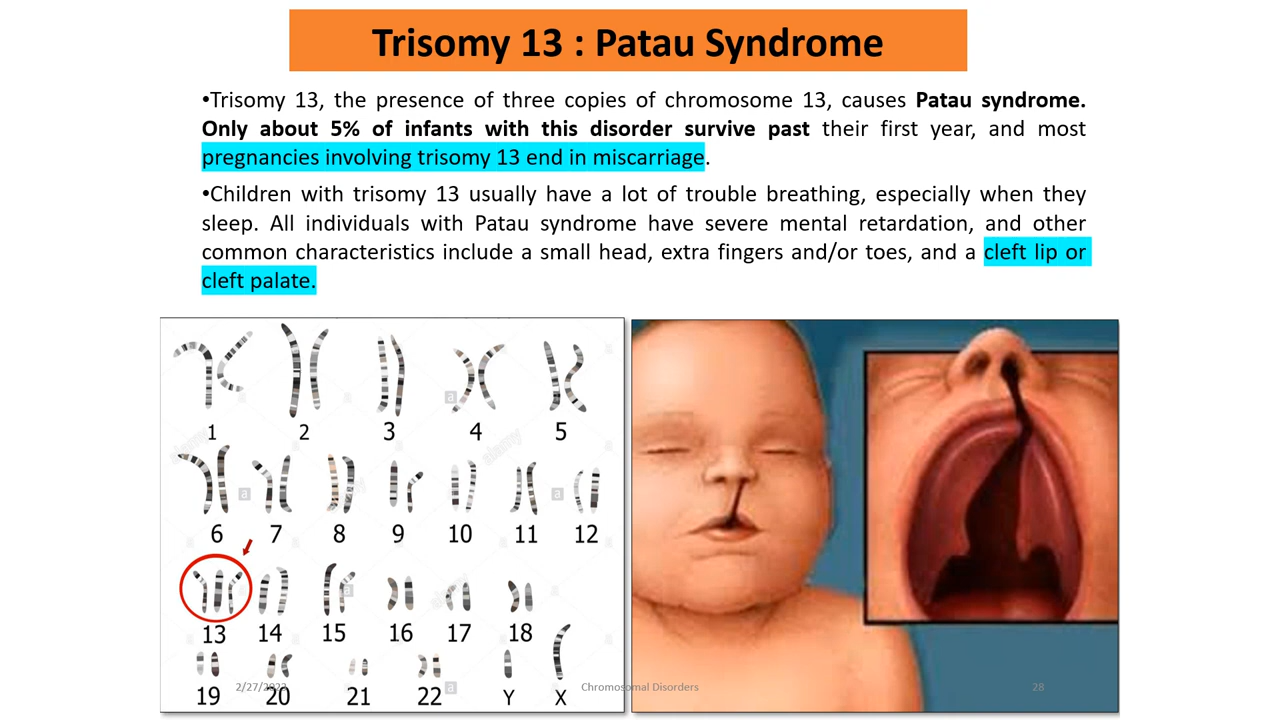 Trisomy 13 : Patau Syndrome
•Trisomy 13, the presence of three copies of chromosome 13, causes Patau syndrome.
Only about 5% of infants with this disorder survive past their first year, and most
pregnancies involving trisomy 13 end in miscarriage.
•Children with trisomy 13 usually have a lot of trouble breathing, especially when they
sleep. All individuals with Patau syndrome have severe mental retardation, and other
common characteristics include a small head, extra fingers and/or toes, and a cleft lip or
cleft palate.
1 2 3 4 5
6 7 8 9 10 11 12
13 14 15 16 17 18
19 20 21 22 Y X
Chromosomal Disorders 28